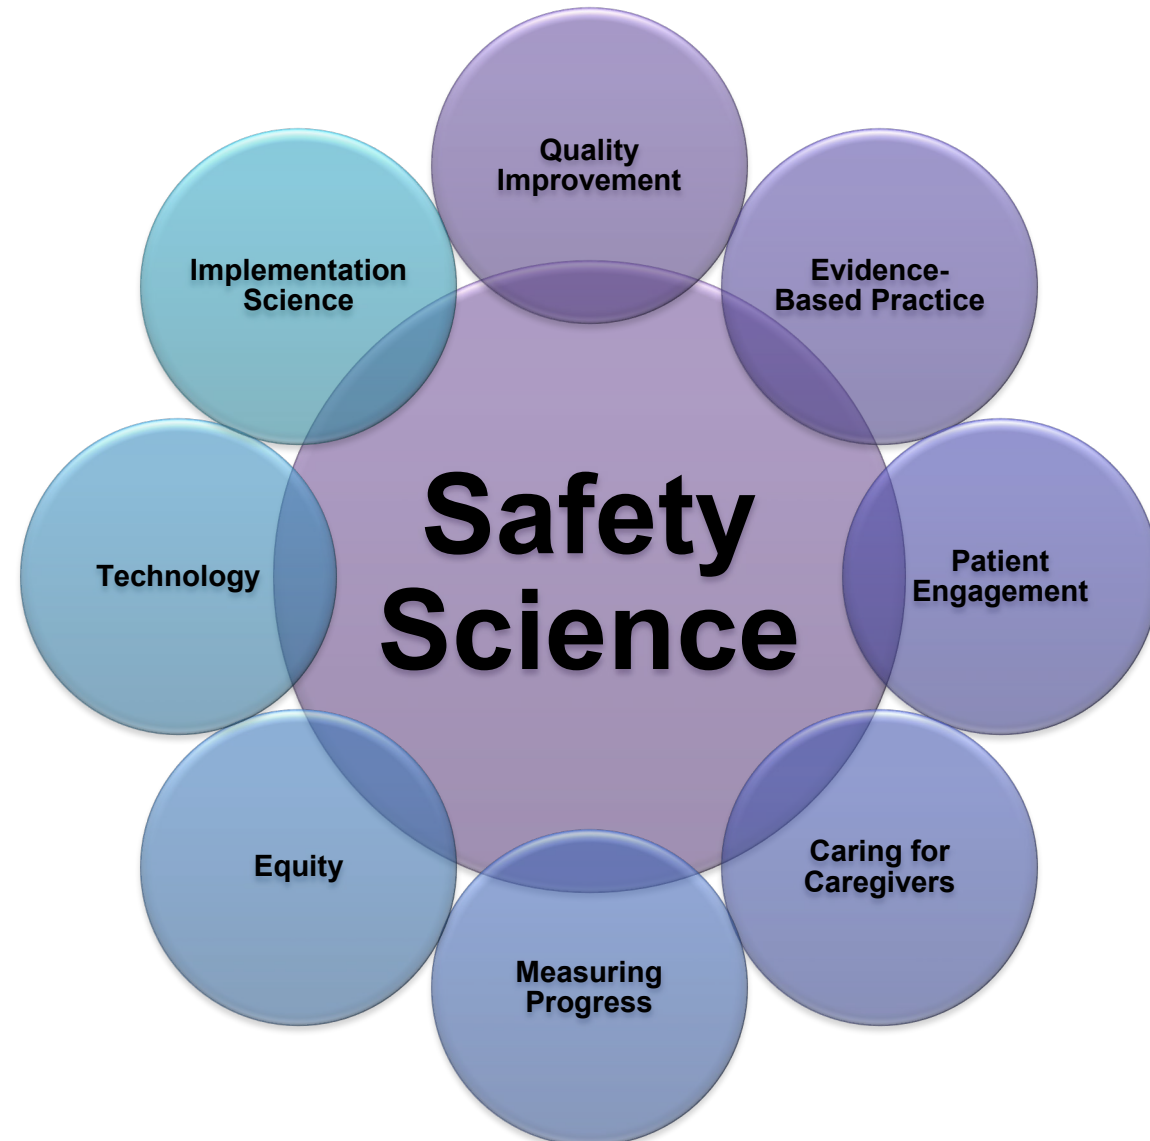 Quality
Improvement
Evidence-
Based Practice
Patient
Engagement
Caring for
Caregivers
Measuring
Progress
Equity
Technology
Implementation
Science
Safety
Science